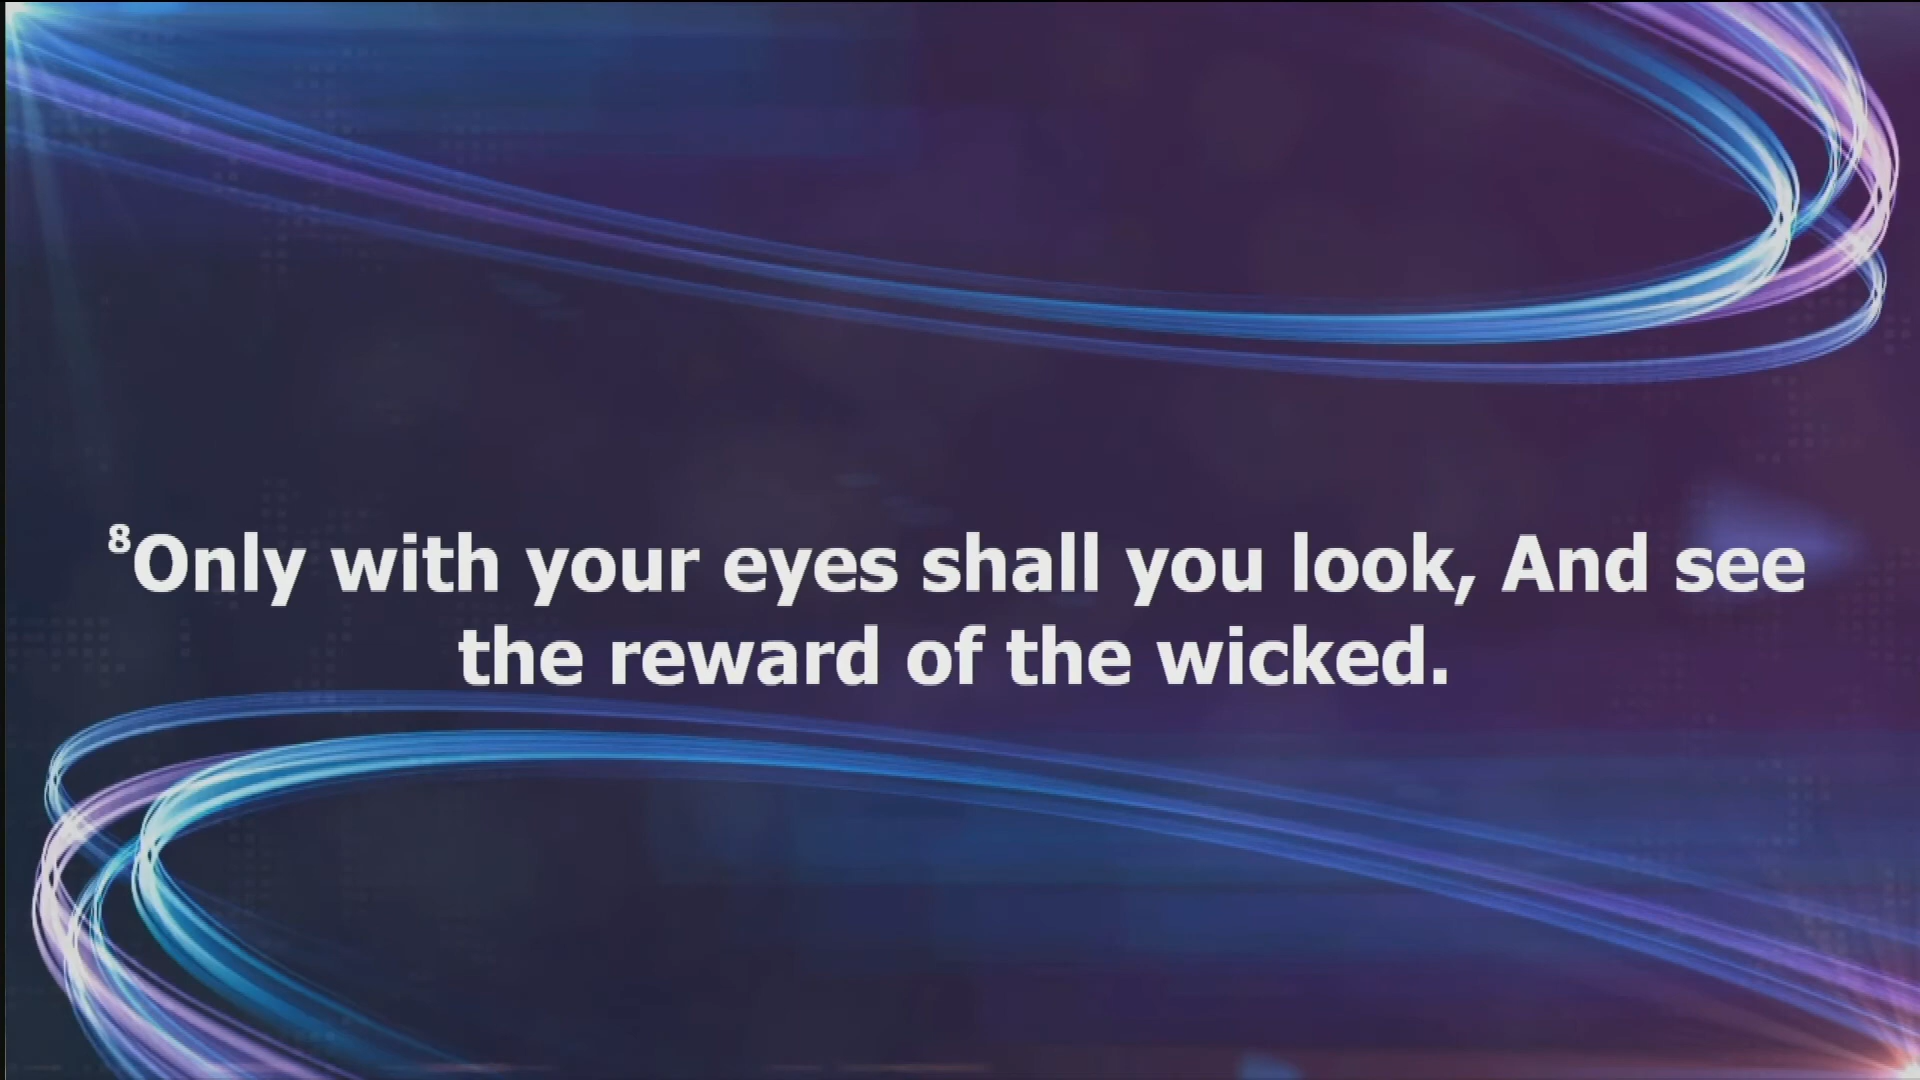 ⁸Only with your eyes shall you look, And see
the reward of the wicked.